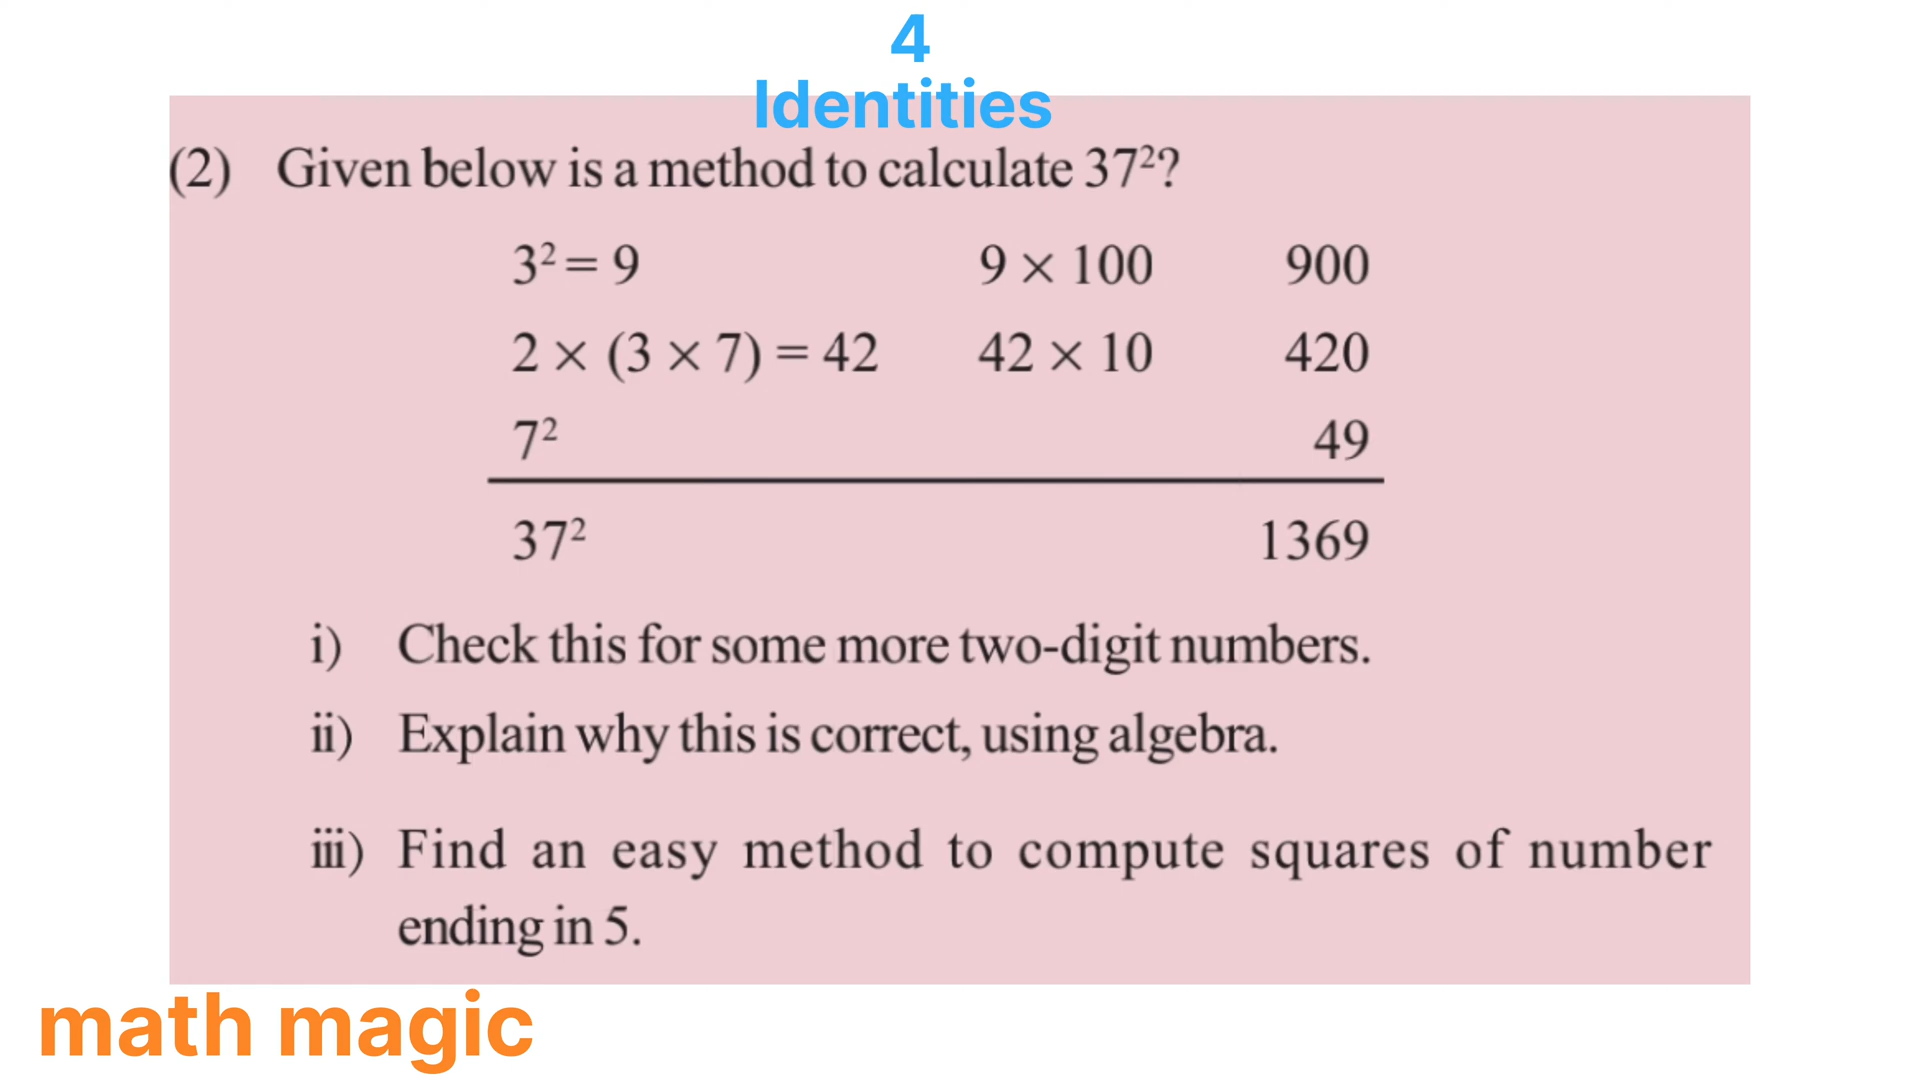 4
Identities
(2) Given below is a method to calculate 37²?
3² = 9 9 × 100 900
2 × (3 × 7) = 42 42 × 10 420
7² 49
37² 1369
i) Check this for some more two-digit numbers.
ii) Explain why this is correct, using algebra.
iii) Find an easy method to compute squares of number
ending in 5.
math magic